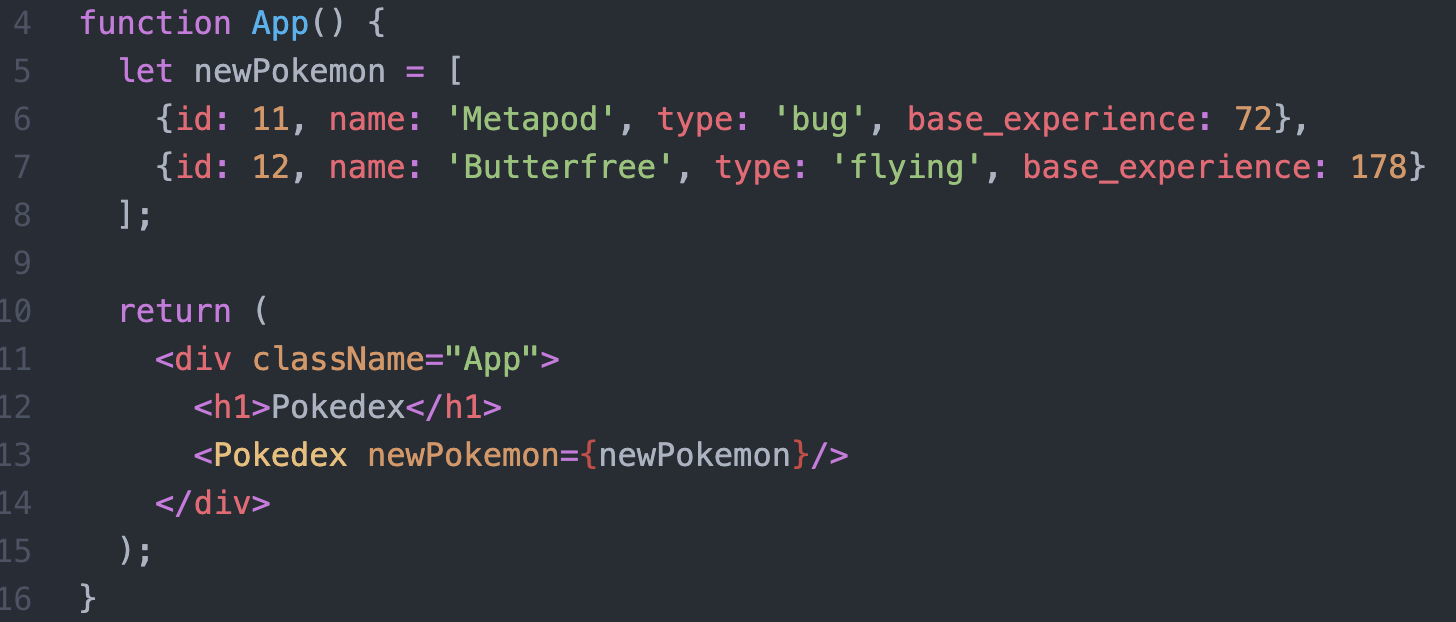 4 function App() {
5 let newPokemon = [
6 {id: 11, name: 'Metapod', type: 'bug', base_experience: 72},
7 {id: 12, name: 'Butterfree', type: 'flying', base_experience: 178}
8 ];
9
10 return (
11 <div className="App">
12 <h1>Pokedex</h1>
13 <Pokedex newPokemon={newPokemon}/>
14 </div>
15 );
16 }